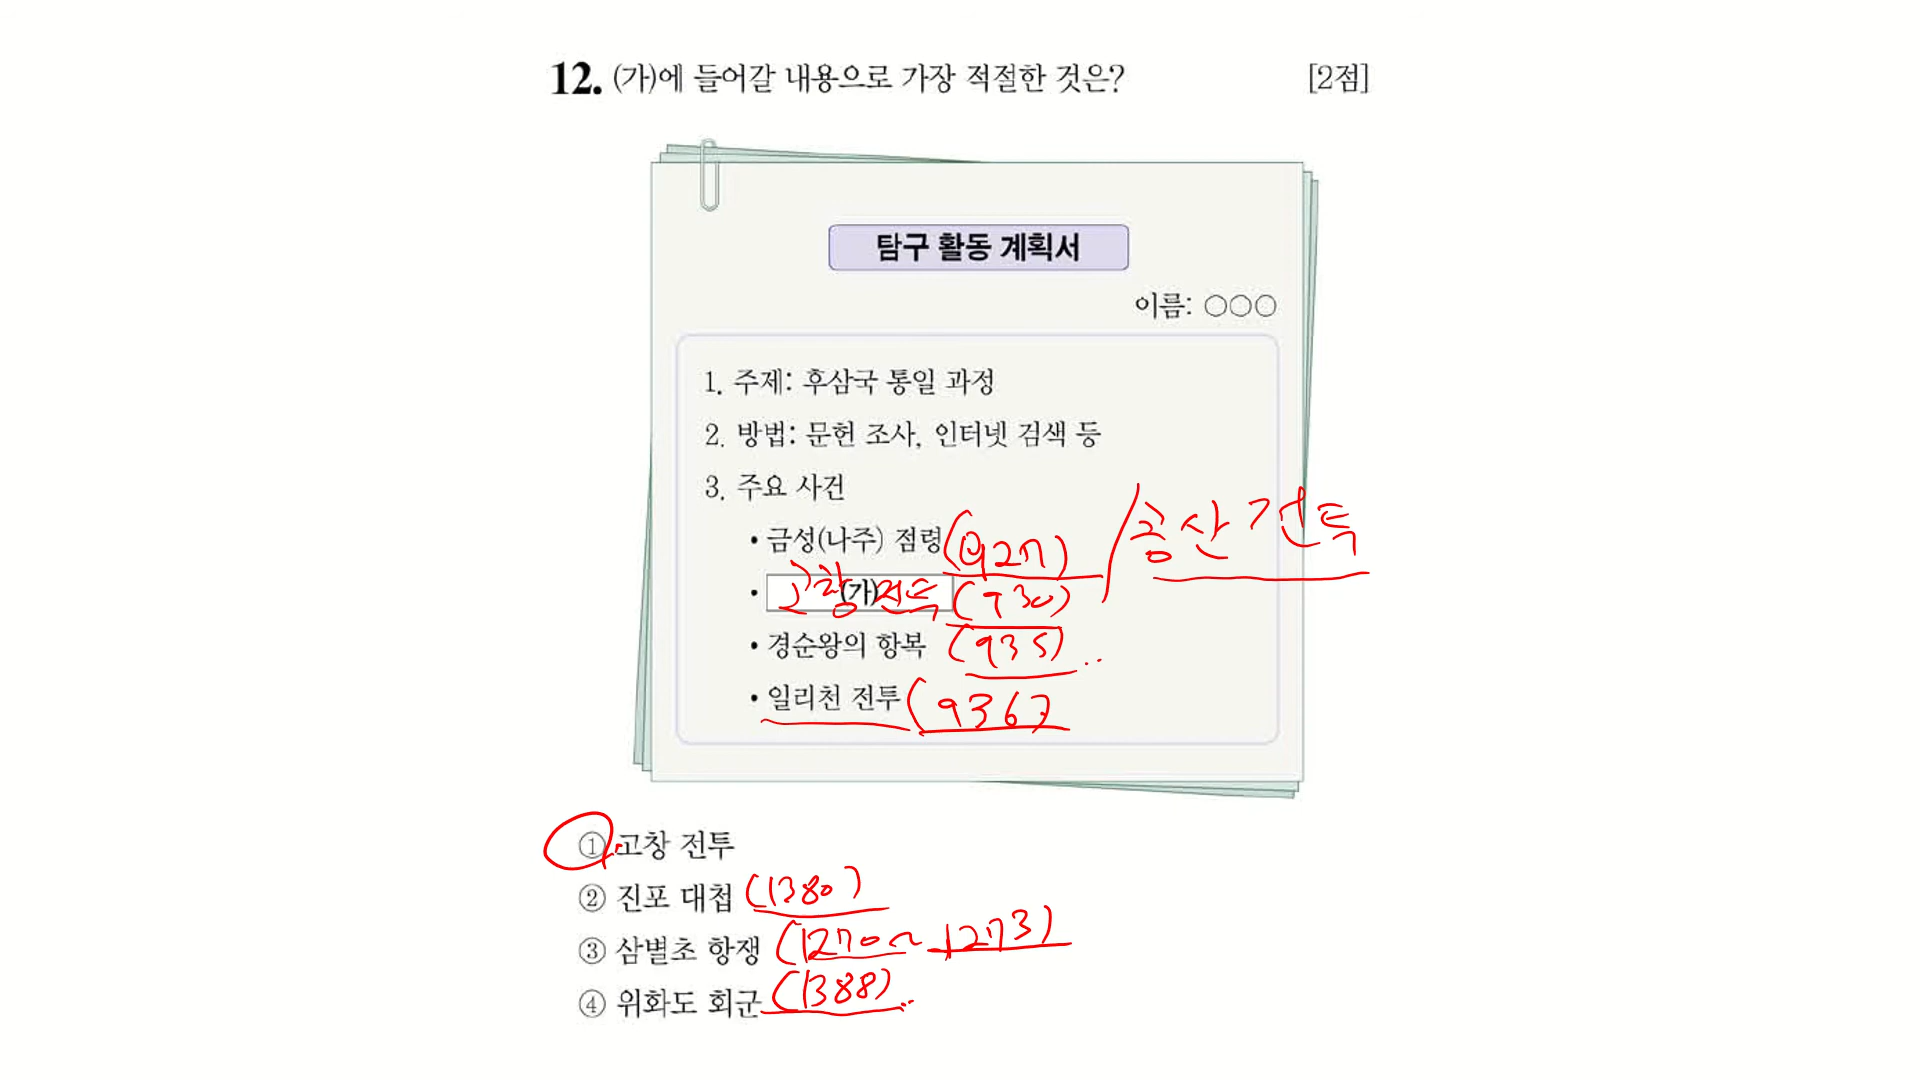 12. (가)에 들어갈 내용으로 가장 적절한 것은? [2점]
탐구 활동 계획서
이름: ○○○
1. 주제: 후삼국 통일 과정
2. 방법: 문헌 조사, 인터넷 검색 등
3. 주요 사건
• 금성(나주) 점령 (927) / 공산 전투
• (가) 고창 전투 (930)
• 경순왕의 항복 (935)
• 일리천 전투 (936)
① 고창 전투
② 진포 대첩 (1380)
③ 삼별초 항쟁 (1270~1273)
④ 위화도 회군 (1388)